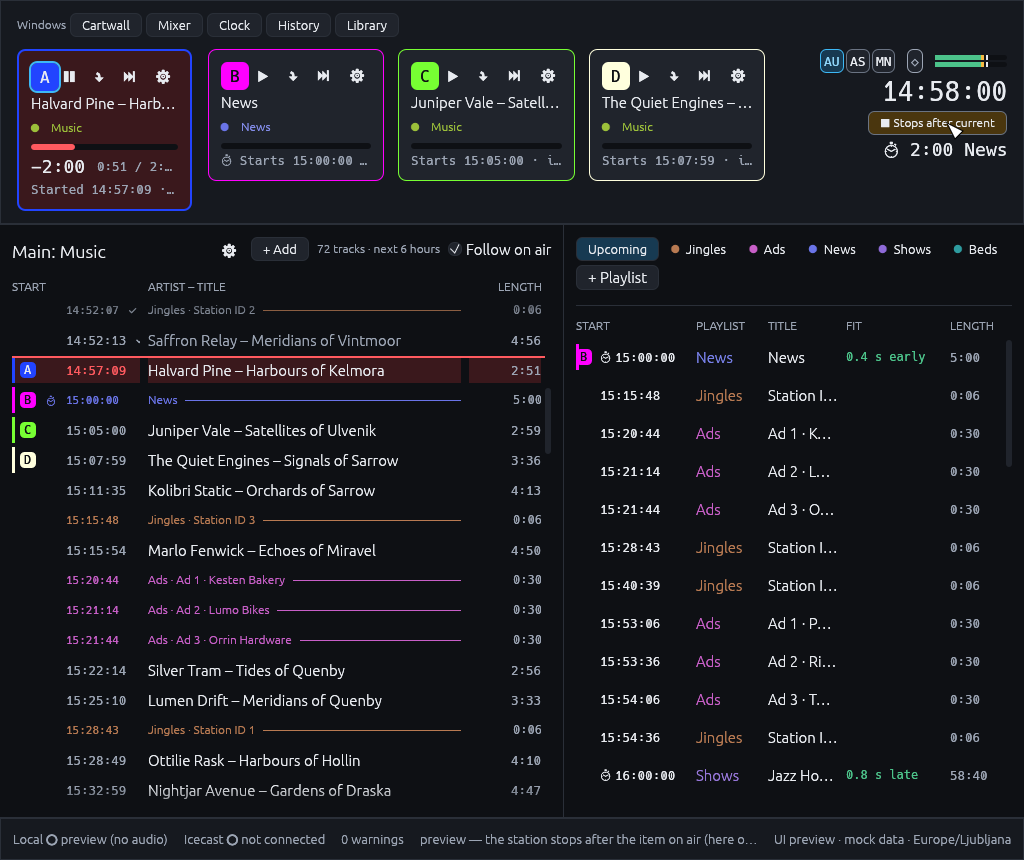 Windows Cartwall Mixer Clock History Library
A
Halvard Pine – Harb…
Music
−2:00 0:51 / 2:…
Started 14:57:09 ·…
B
News
News
Starts 15:00:00 …
C
Juniper Vale – Satell…
Music
Starts 15:05:00 · i…
D
The Quiet Engines – …
Music
Starts 15:07:59 · i…
AU AS MN
14:58:00
Stops after current
2:00 News
Main: Music
+ Add
72 tracks · next 6 hours
Follow on air
START ARTIST – TITLE LENGTH
14:52:07 Jingles · Station ID 2 0:06
14:52:13 Saffron Relay – Meridians of Vintmoor 4:56
A 14:57:09 Halvard Pine – Harbours of Kelmora 2:51
B 15:00:00 News 5:00
C 15:05:00 Juniper Vale – Satellites of Ulvenik 2:59
D 15:07:59 The Quiet Engines – Signals of Sarrow 3:36
15:11:35 Kolibri Static – Orchards of Sarrow 4:13
15:15:48 Jingles · Station ID 3 0:06
15:15:54 Marlo Fenwick – Echoes of Miravel 4:50
15:20:44 Ads · Ad 1 · Kesten Bakery 0:30
15:21:14 Ads · Ad 2 · Lumo Bikes 0:30
15:21:44 Ads · Ad 3 · Orrin Hardware 0:30
15:22:14 Silver Tram – Tides of Quenby 2:56
15:25:10 Lumen Drift – Meridians of Quenby 3:33
15:28:43 Jingles · Station ID 1 0:06
15:28:49 Ottilie Rask – Harbours of Hollin 4:10
15:32:59 Nightjar Avenue – Gardens of Draska 4:47
Upcoming Jingles Ads News Shows Beds
+ Playlist
START PLAYLIST TITLE FIT LENGTH
B 15:00:00 News News 0.4 s early 5:00
15:15:48 Jingles Station I… 0:06
15:20:44 Ads Ad 1 · K… 0:30
15:21:14 Ads Ad 2 · L… 0:30
15:21:44 Ads Ad 3 · O… 0:30
15:28:43 Jingles Station I… 0:06
15:40:39 Jingles Station I… 0:06
15:53:06 Ads Ad 1 · P… 0:30
15:53:36 Ads Ad 2 · Ri… 0:30
15:54:06 Ads Ad 3 · T… 0:30
15:54:36 Jingles Station I… 0:06
16:00:00 Shows Jazz Ho… 0.8 s late 58:40
Local preview (no audio) Icecast not connected 0 warnings preview — the station stops after the item on air (here o… UI preview · mock data · Europe/Ljubljana